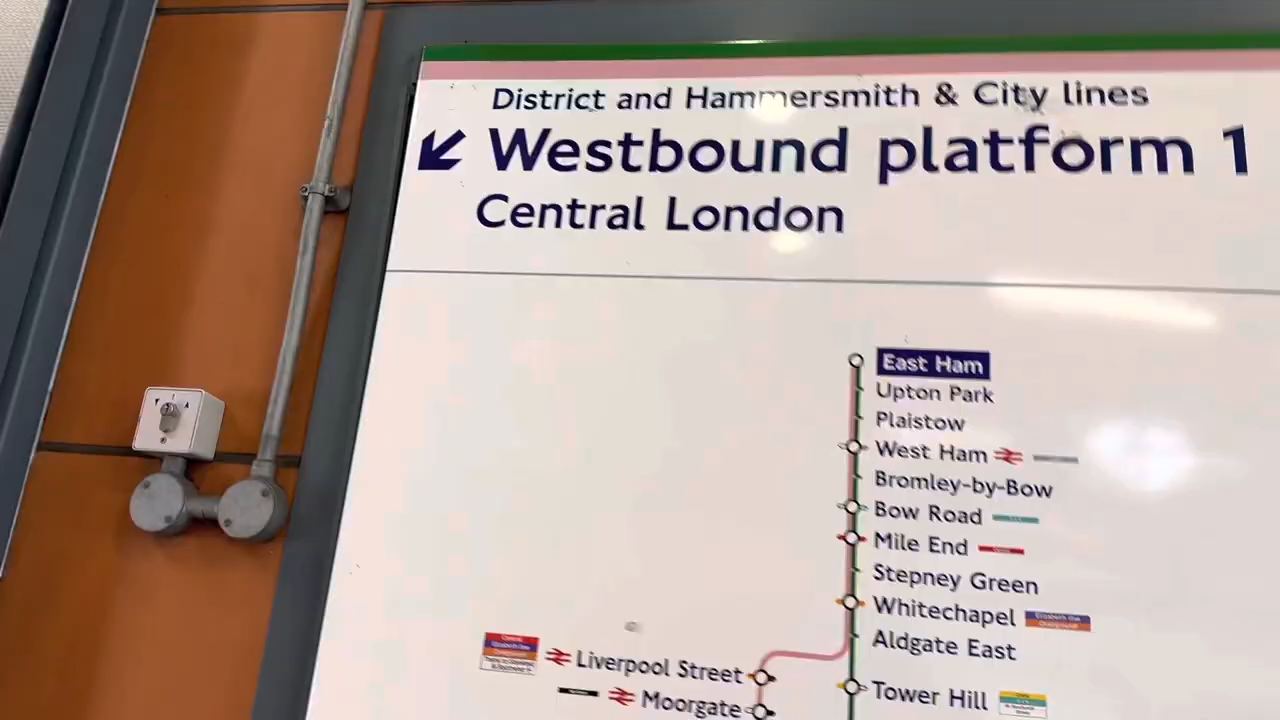 District and Hammersmith & City lines
Westbound platform 1
Central London
East Ham
Upton Park
Plaistow
West Ham
Bromley-by-Bow
Bow Road
Mile End
Stepney Green
Whitechapel
Aldgate East
Liverpool Street
Moorgate
Tower Hill